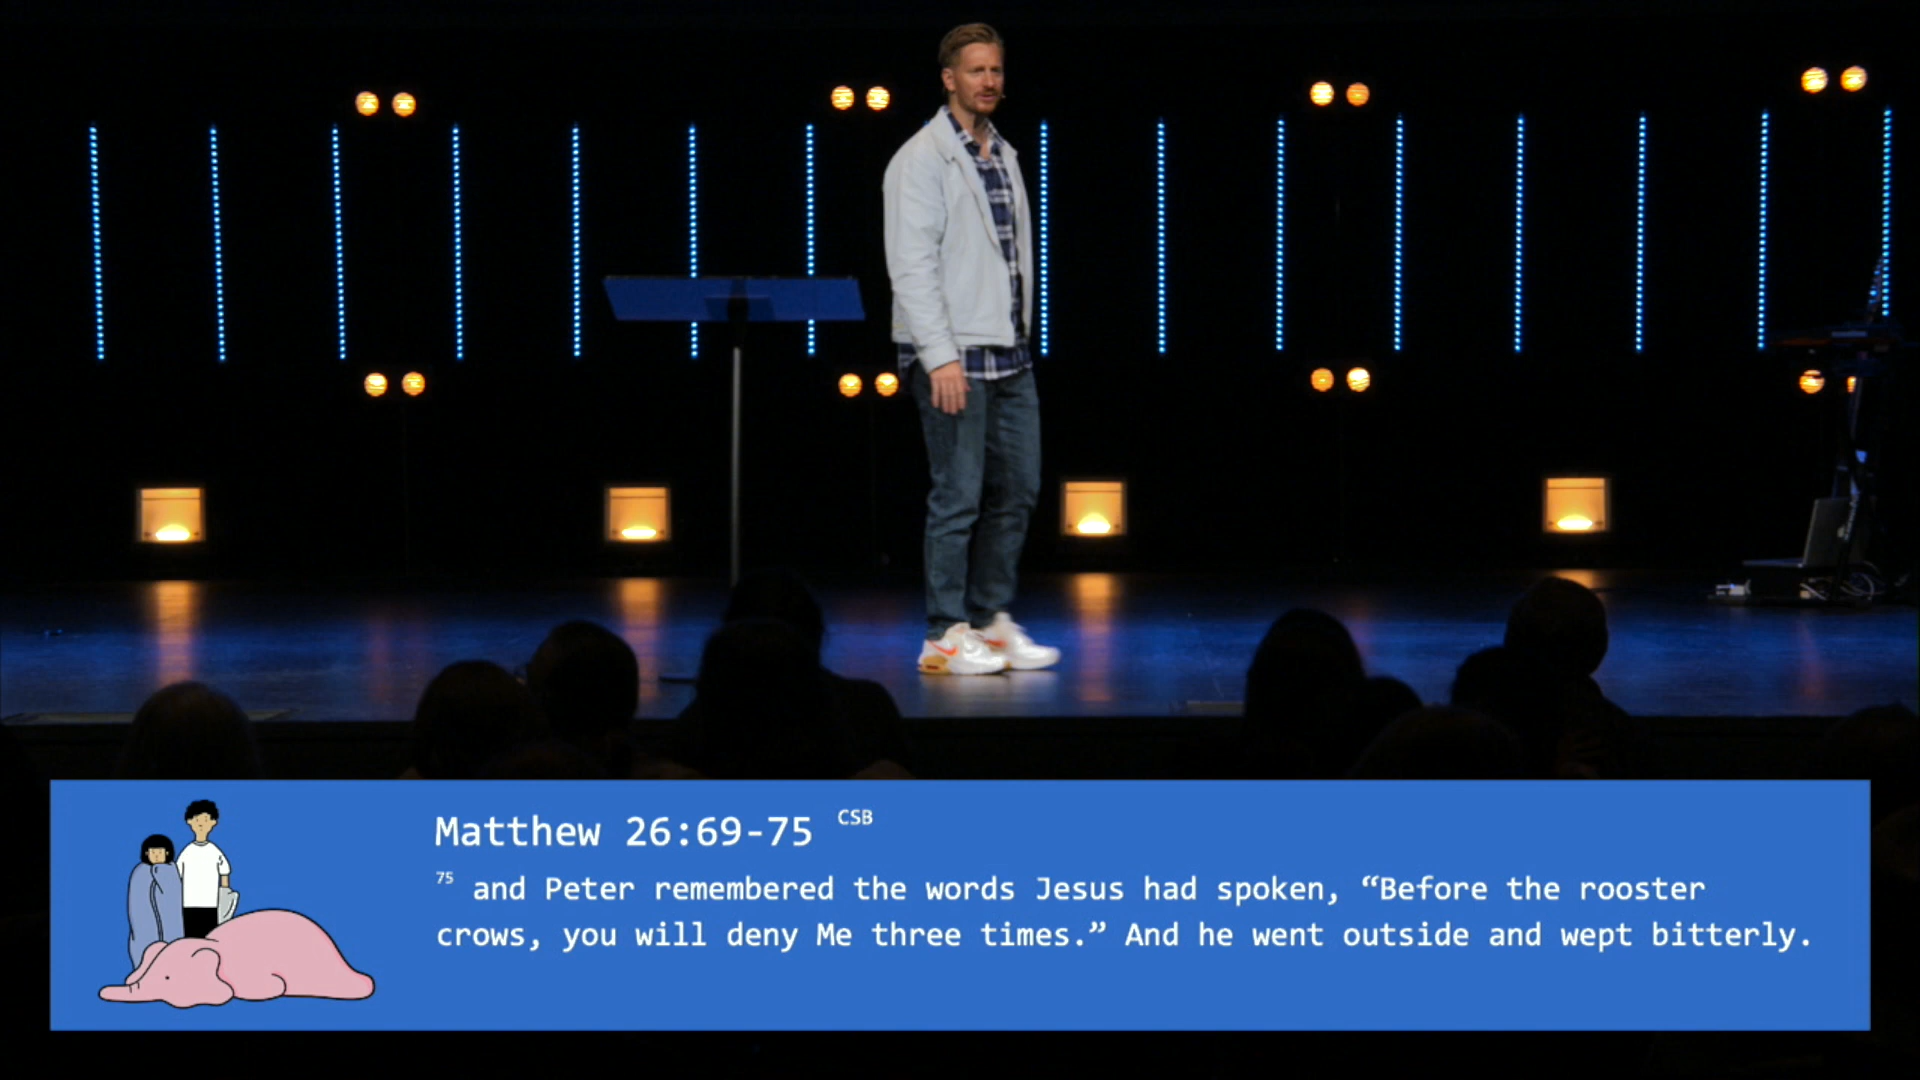 Matthew 26:69-75 CSB
75 and Peter remembered the words Jesus had spoken, “Before the rooster
crows, you will deny Me three times.” And he went outside and wept bitterly.